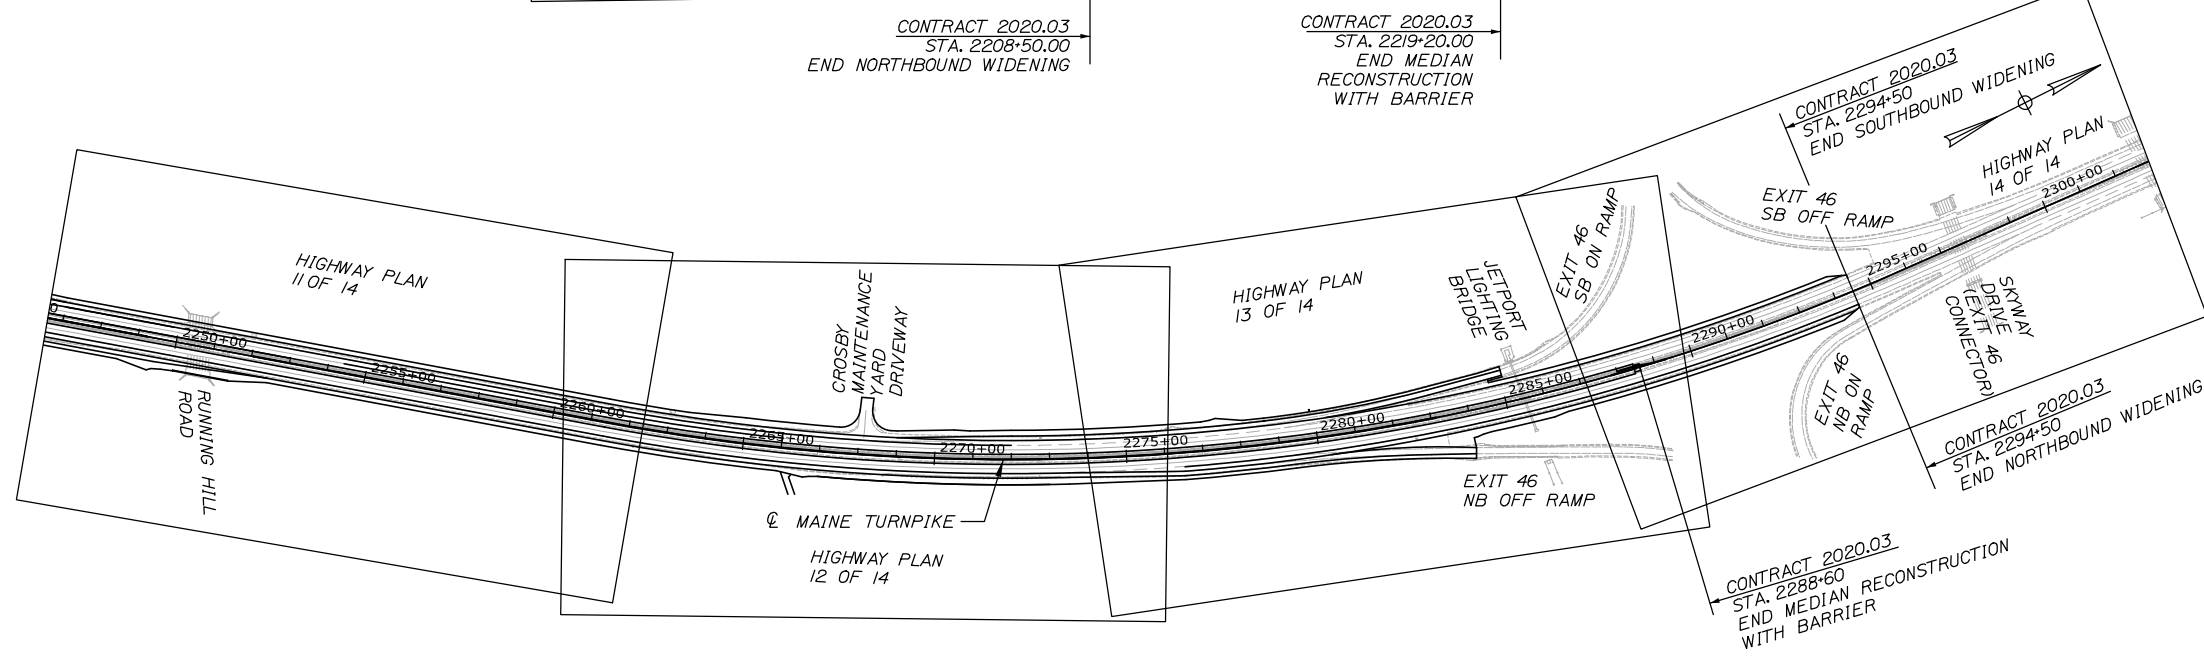 CONTRACT 2020.03
STA. 2208+50.00
END NORTHBOUND WIDENING
CONTRACT 2020.03
STA. 2219+20.00
END MEDIAN
RECONSTRUCTION
WITH BARRIER
CONTRACT 2020.03
STA. 2294+50
END SOUTHBOUND WIDENING
HIGHWAY PLAN
14 OF 14
2300+00
EXIT 46
SB OFF RAMP
2295+00
EXIT 46
SB ON RAMP
JETPORT
LIGHTING
BRIDGE
HIGHWAY PLAN
13 OF 14
HIGHWAY PLAN
11 OF 14
CROSBY
MAINTENANCE
YARD
DRIVEWAY
0
2250+00
2255+00
2260+00
2265+00
2270+00
2275+00
2280+00
2285+00
2290+00
RUNNING HILL
ROAD
SKYWAY
DRIVE
(EXIT 46
CONNECTOR)
EXIT 46
NB ON
RAMP
EXIT 46
NB OFF RAMP
℄ MAINE TURNPIKE
HIGHWAY PLAN
12 OF 14
CONTRACT 2020.03
STA. 2294+50
END NORTHBOUND WIDENING
CONTRACT 2020.03
STA. 2288+60
END MEDIAN RECONSTRUCTION
WITH BARRIER